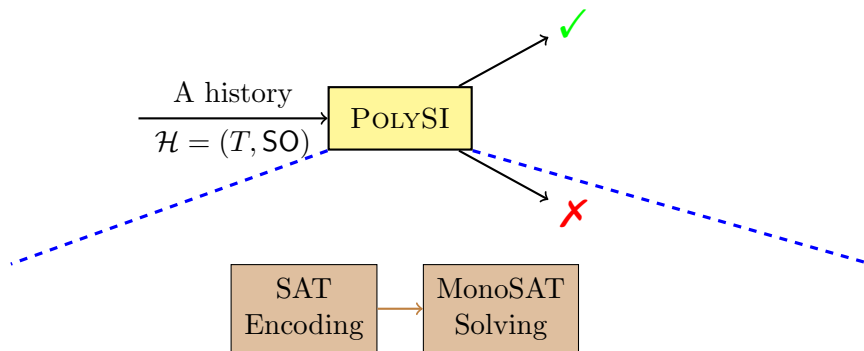 A history
ℋ = (T, SO)
PolySI
✓
✗
SAT
Encoding
MonoSAT
Solving